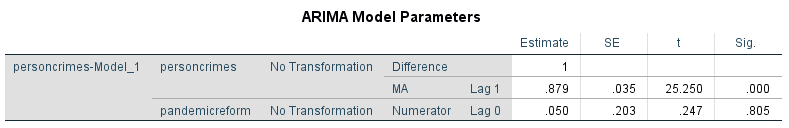 ARIMA Model Parameters
Estimate SE t Sig.
personcrimes-Model_1 personcrimes No Transformation Difference 1
MA Lag 1 .879 .035 25.250 .000
pandemicreform No Transformation Numerator Lag 0 .050 .203 .247 .805